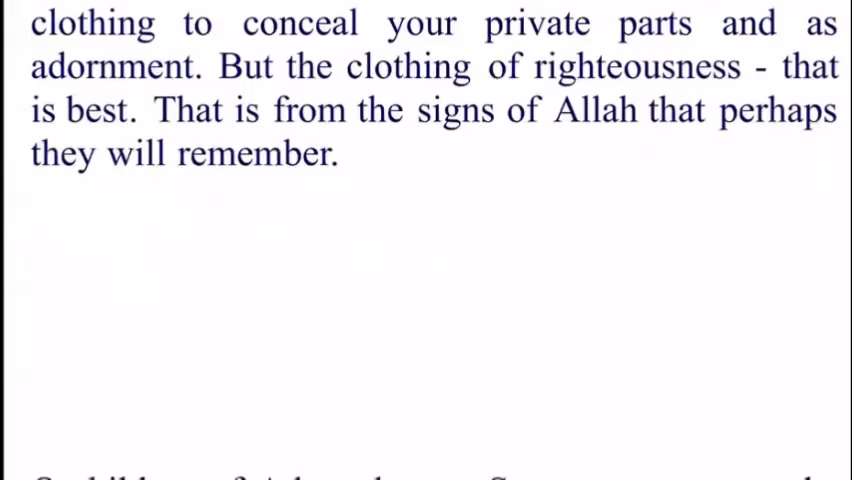 clothing to conceal your private parts and as
adornment. But the clothing of righteousness - that
is best. That is from the signs of Allah that perhaps
they will remember.